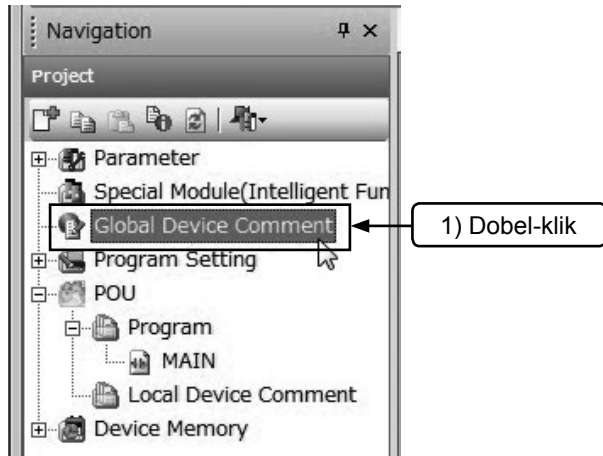 Navigation
Project
Parameter
Special Module(Intelligent Fun
Global Device Comment
1) Dobel-klik
Program Setting
POU
Program
MAIN
Local Device Comment
Device Memory